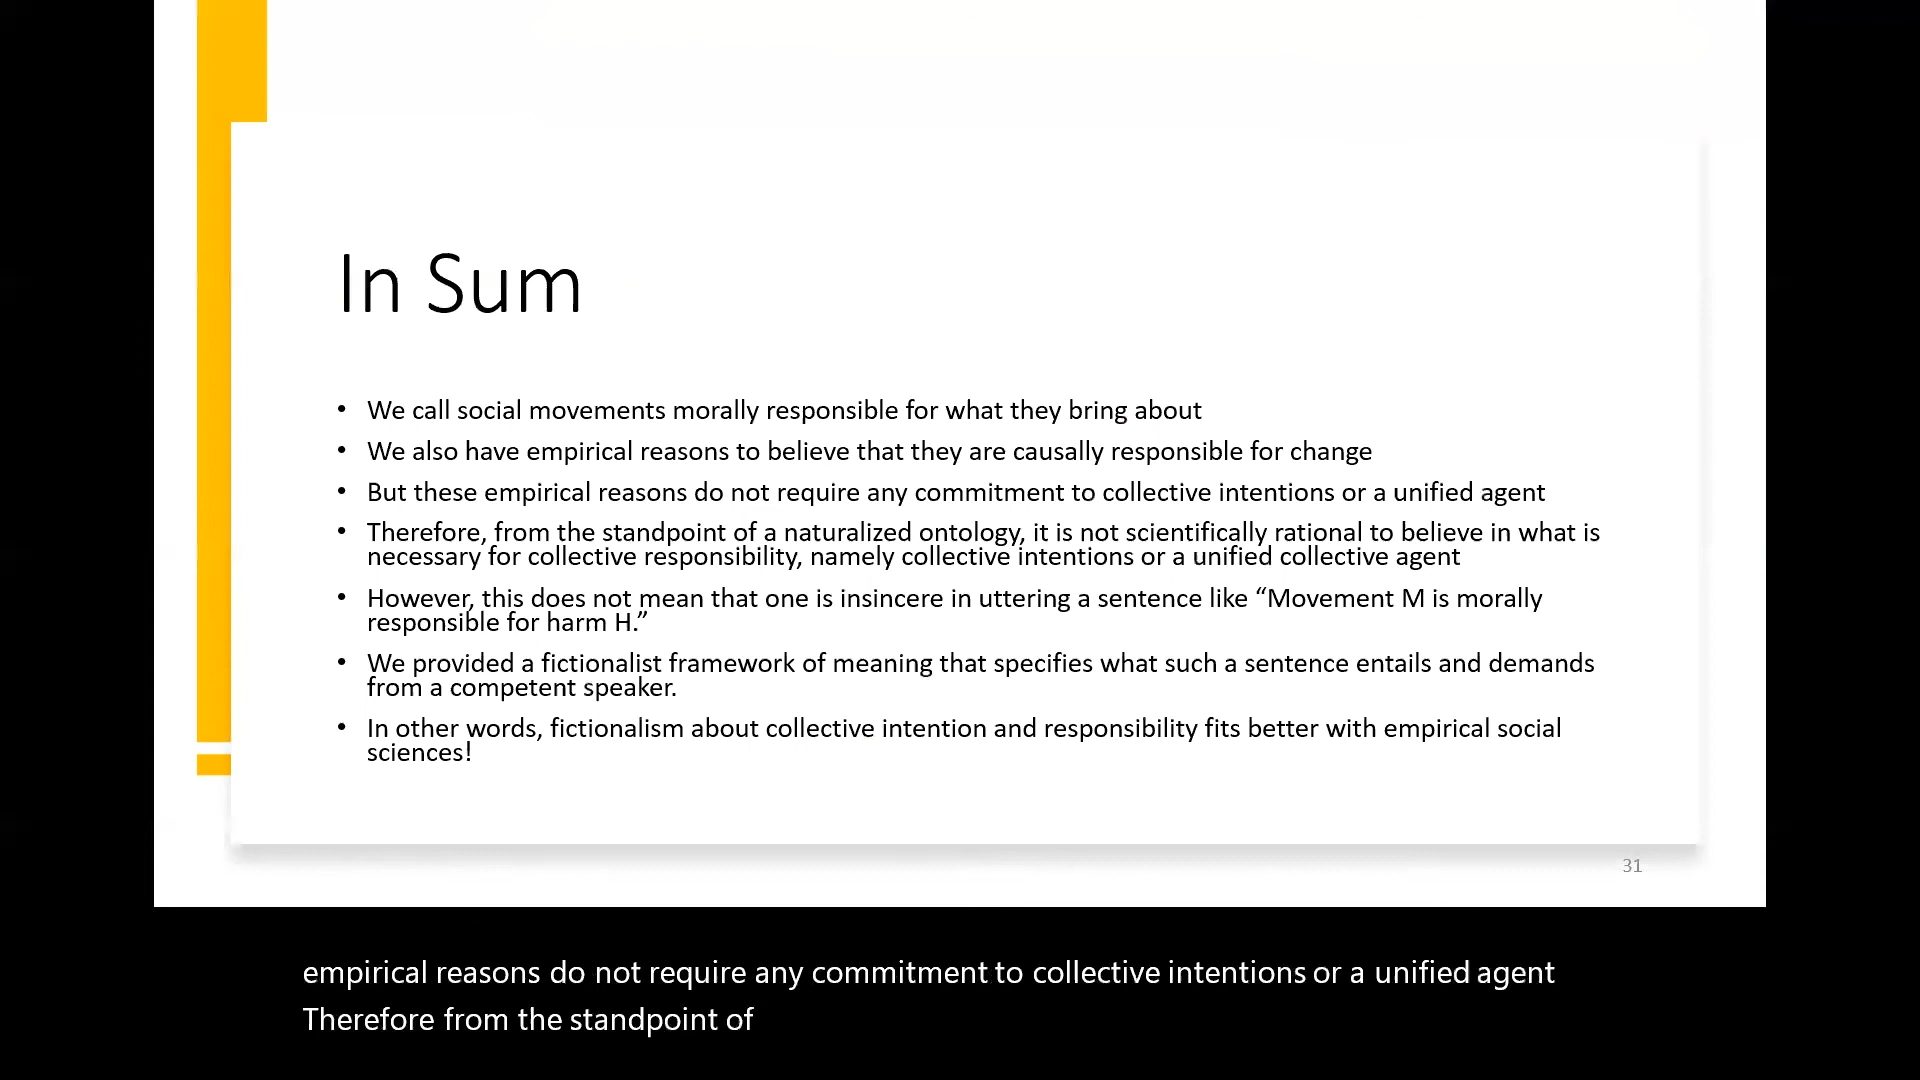 In Sum
• We call social movements morally responsible for what they bring about
• We also have empirical reasons to believe that they are causally responsible for change
• But these empirical reasons do not require any commitment to collective intentions or a unified agent
• Therefore, from the standpoint of a naturalized ontology, it is not scientifically rational to believe in what is
necessary for collective responsibility, namely collective intentions or a unified collective agent
• However, this does not mean that one is insincere in uttering a sentence like “Movement M is morally
responsible for harm H.”
• We provided a fictionalist framework of meaning that specifies what such a sentence entails and demands
from a competent speaker.
• In other words, fictionalism about collective intention and responsibility fits better with empirical social
sciences!
31
empirical reasons do not require any commitment to collective intentions or a unified agent
Therefore from the standpoint of